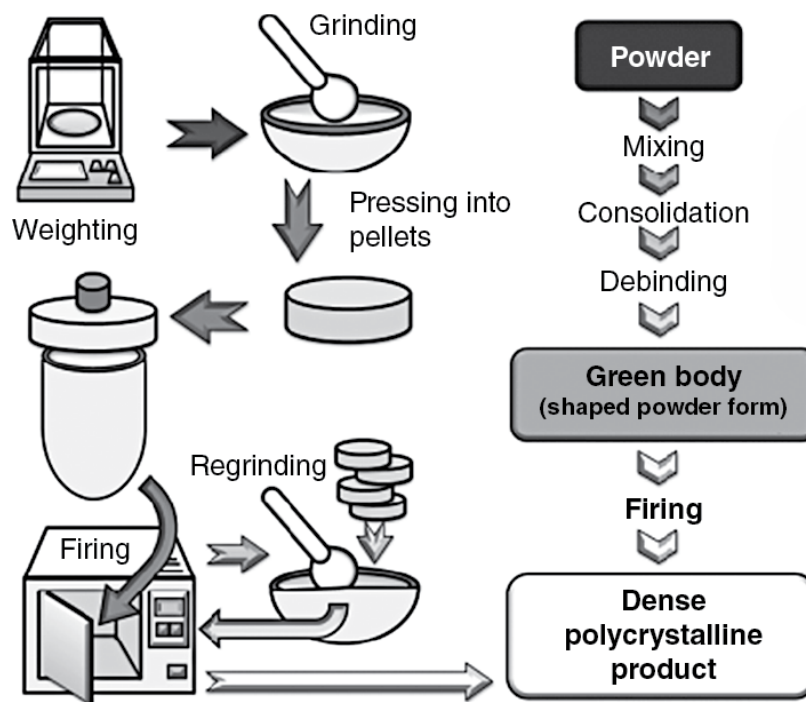 Grinding
Weighting
Pressing into
pellets
Regrinding
Firing
Powder
Mixing
Consolidation
Debinding
Green body
(shaped powder form)
Firing
Dense
polycrystalline
product